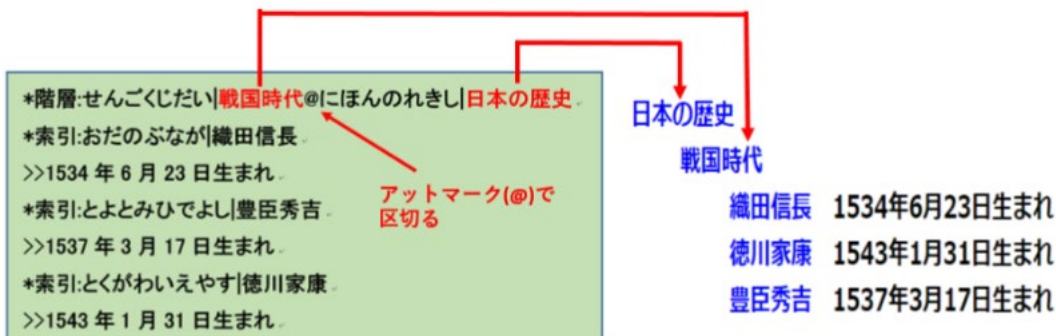 *階層:せんごくじだい|戦国時代@にほんのれきし|日本の歴史
*索引:おだのぶなが|織田信長
>>1534 年 6 月 23 日生まれ
*索引:とよとみひでよし|豊臣秀吉
>>1537 年 3 月 17 日生まれ
*索引:とくがわいえやす|徳川家康
>>1543 年 1 月 31 日生まれ
アットマーク(@)で
区切る
日本の歴史
戦国時代
織田信長 1534年6月23日生まれ
徳川家康 1543年1月31日生まれ
豊臣秀吉 1537年3月17日生まれ